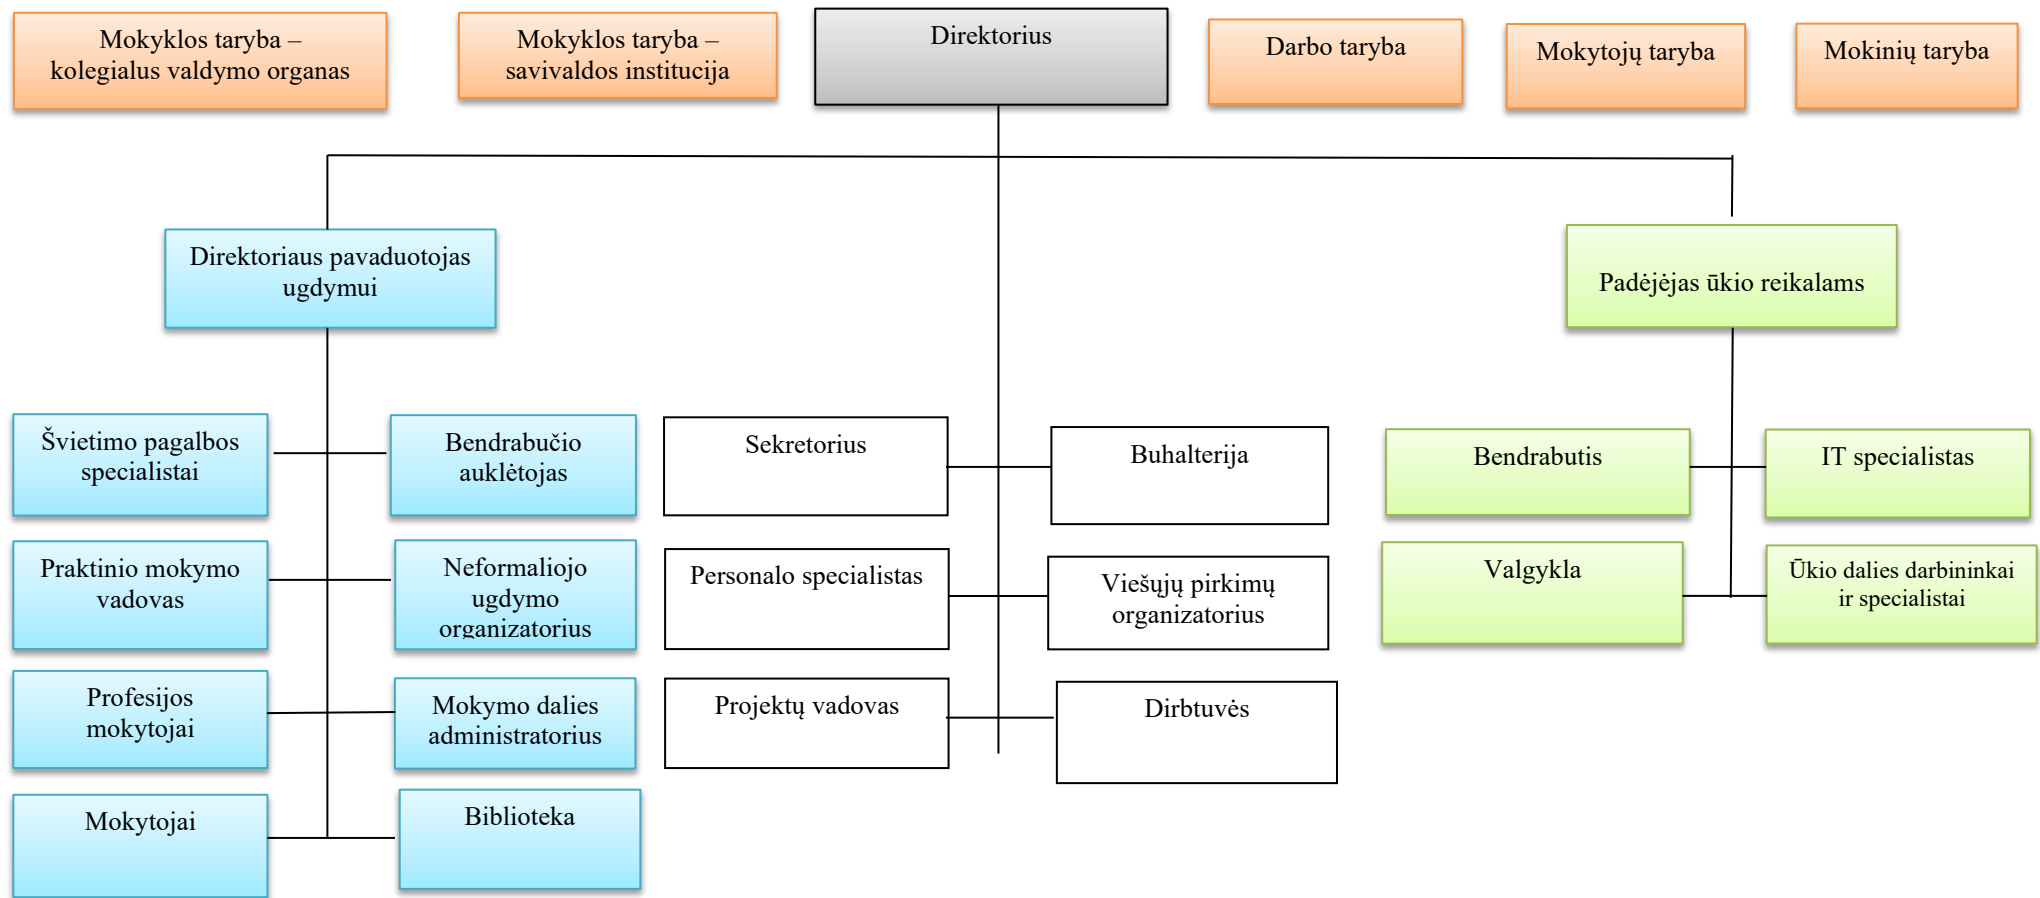 Mokyklos taryba –
kolegialus valdymo organas
Mokyklos taryba –
savivaldos institucija
Direktorius
Darbo taryba
Mokytojų taryba
Mokinių taryba
Direktoriaus pavaduotojas
ugdymui
Padėjėjas ūkio reikalams
Švietimo pagalbos
specialistai
Bendrabučio
auklėtojas
Sekretorius
Buhalterija
Bendrabutis
IT specialistas
Praktinio mokymo
vadovas
Neformaliojo
ugdymo
organizatorius
Personalo specialistas
Viešųjų pirkimų
organizatorius
Valgykla
Ūkio dalies darbininkai
ir specialistai
Profesijos
mokytojai
Mokymo dalies
administratorius
Projektų vadovas
Dirbtuvės
Mokytojai
Biblioteka